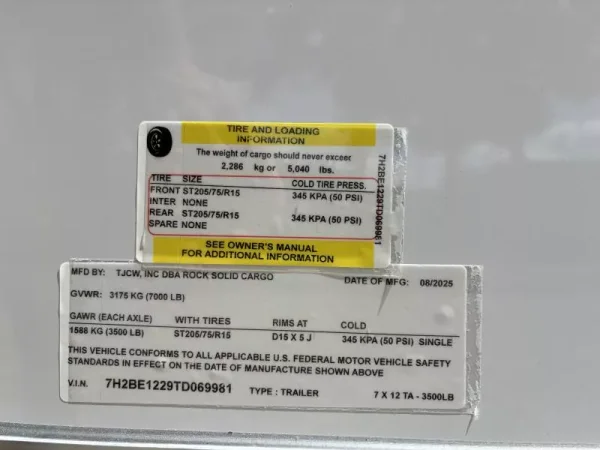 TIRE AND LOADING
INFORMATION
The weight of cargo should never exceed
2,286 kg or 5,040 lbs.
TIRE SIZE COLD TIRE PRESS.
FRONT ST205/75/R15 345 KPA (50 PSI)
INTER NONE
REAR ST205/75/R15 345 KPA (50 PSI)
SPARE NONE
SEE OWNER'S MANUAL
FOR ADDITIONAL INFORMATION
7H2BE1229TD069981
MFD BY: TJCW, INC DBA ROCK SOLID CARGO DATE OF MFG: 08/2025
GVWR: 3175 KG (7000 LB)
GAWR (EACH AXLE) WITH TIRES RIMS AT COLD
1588 KG (3500 LB) ST205/75/R15 D15 X 5 J 345 KPA (50 PSI) SINGLE
THIS VEHICLE CONFORMS TO ALL APPLICABLE U.S. FEDERAL MOTOR VEHICLE SAFETY
STANDARDS IN EFFECT ON THE DATE OF MANUFACTURE SHOWN ABOVE
V.I.N. 7H2BE1229TD069981 TYPE : TRAILER 7 X 12 TA - 3500LB